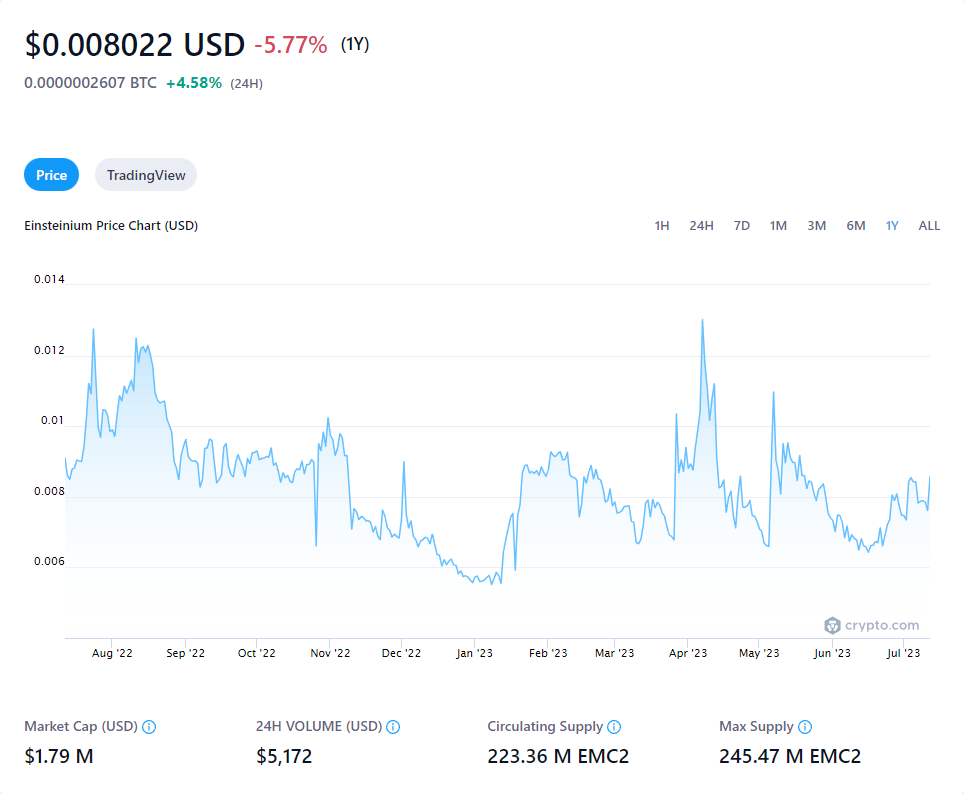 $0.008022 USD -5.77% (1Y)
0.0000002607 BTC +4.58% (24H)
Price TradingView
Einsteinium Price Chart (USD) 1H 24H 7D 1M 3M 6M 1Y ALL
0.014
0.012
0.01
0.008
0.006
crypto.com
Aug '22 Sep '22 Oct '22 Nov '22 Dec '22 Jan '23 Feb '23 Mar '23 Apr '23 May '23 Jun '23 Jul '23
Market Cap (USD) 24H VOLUME (USD) Circulating Supply Max Supply
$1.79 M $5,172 223.36 M EMC2 245.47 M EMC2